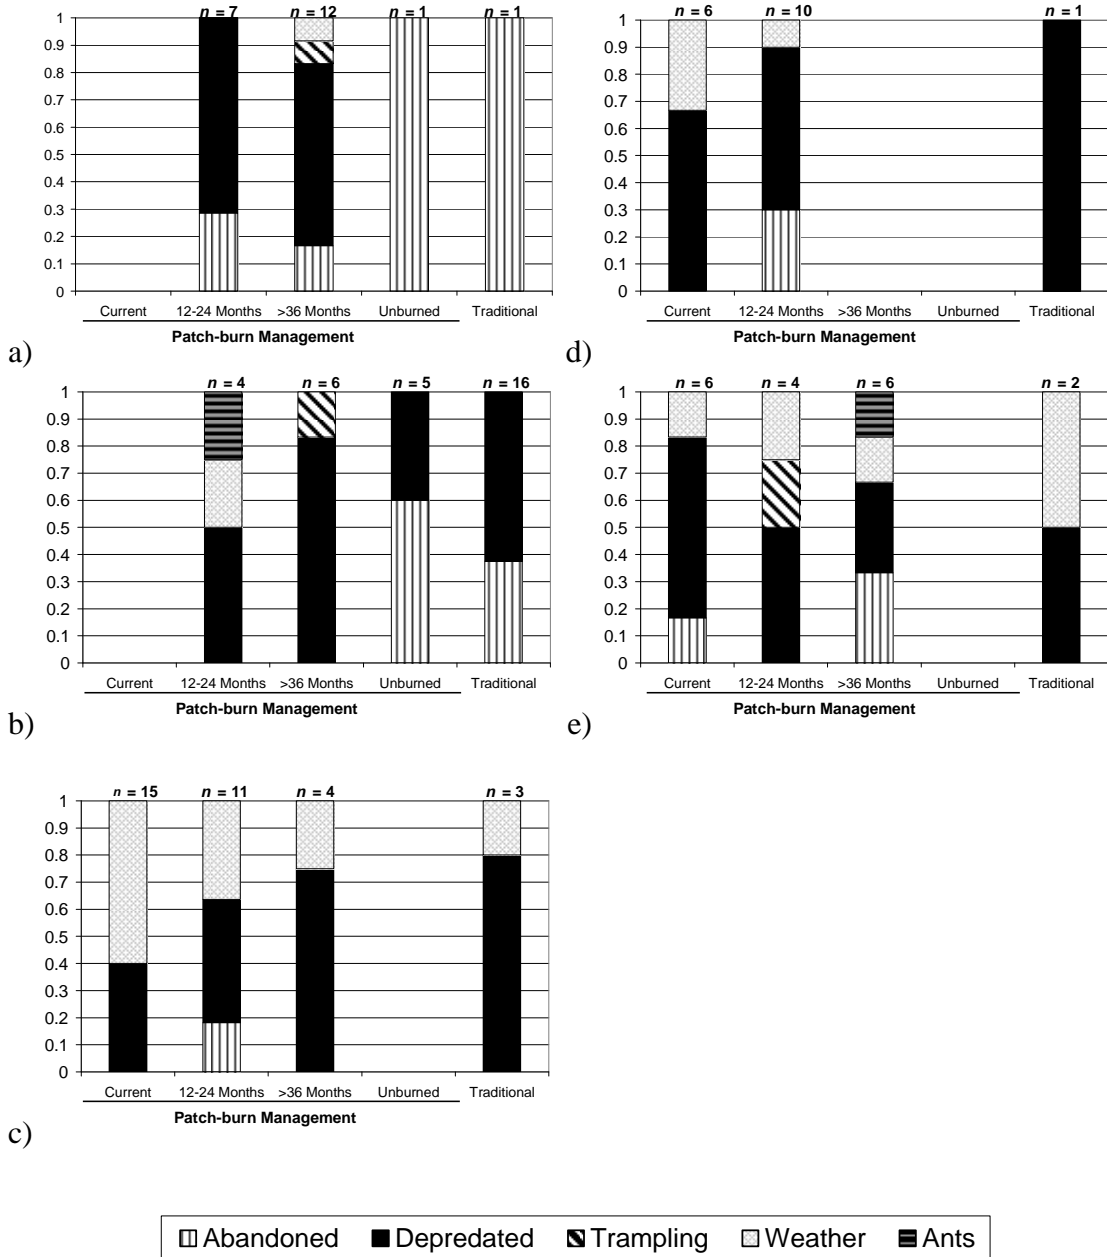 n = 7 n = 12 n = 1 n = 1
1
0.9
0.8
0.7
0.6
0.5
0.4
0.3
0.2
0.1
0
Current 12-24 Months >36 Months Unburned Traditional
Patch-burn Management
a)
n = 6 n = 10 n = 1
1
0.9
0.8
0.7
0.6
0.5
0.4
0.3
0.2
0.1
0
Current 12-24 Months >36 Months Unburned Traditional
Patch-burn Management
d)
n = 4 n = 6 n = 5 n = 16
1
0.9
0.8
0.7
0.6
0.5
0.4
0.3
0.2
0.1
0
Current 12-24 Months >36 Months Unburned Traditional
Patch-burn Management
b)
n = 6 n = 4 n = 6 n = 2
1
0.9
0.8
0.7
0.6
0.5
0.4
0.3
0.2
0.1
0
Current 12-24 Months >36 Months Unburned Traditional
Patch-burn Management
e)
n = 15 n = 11 n = 4 n = 3
1
0.9
0.8
0.7
0.6
0.5
0.4
0.3
0.2
0.1
0
Current 12-24 Months >36 Months Unburned Traditional
Patch-burn Management
c)
Abandoned Depredated Trampling Weather Ants